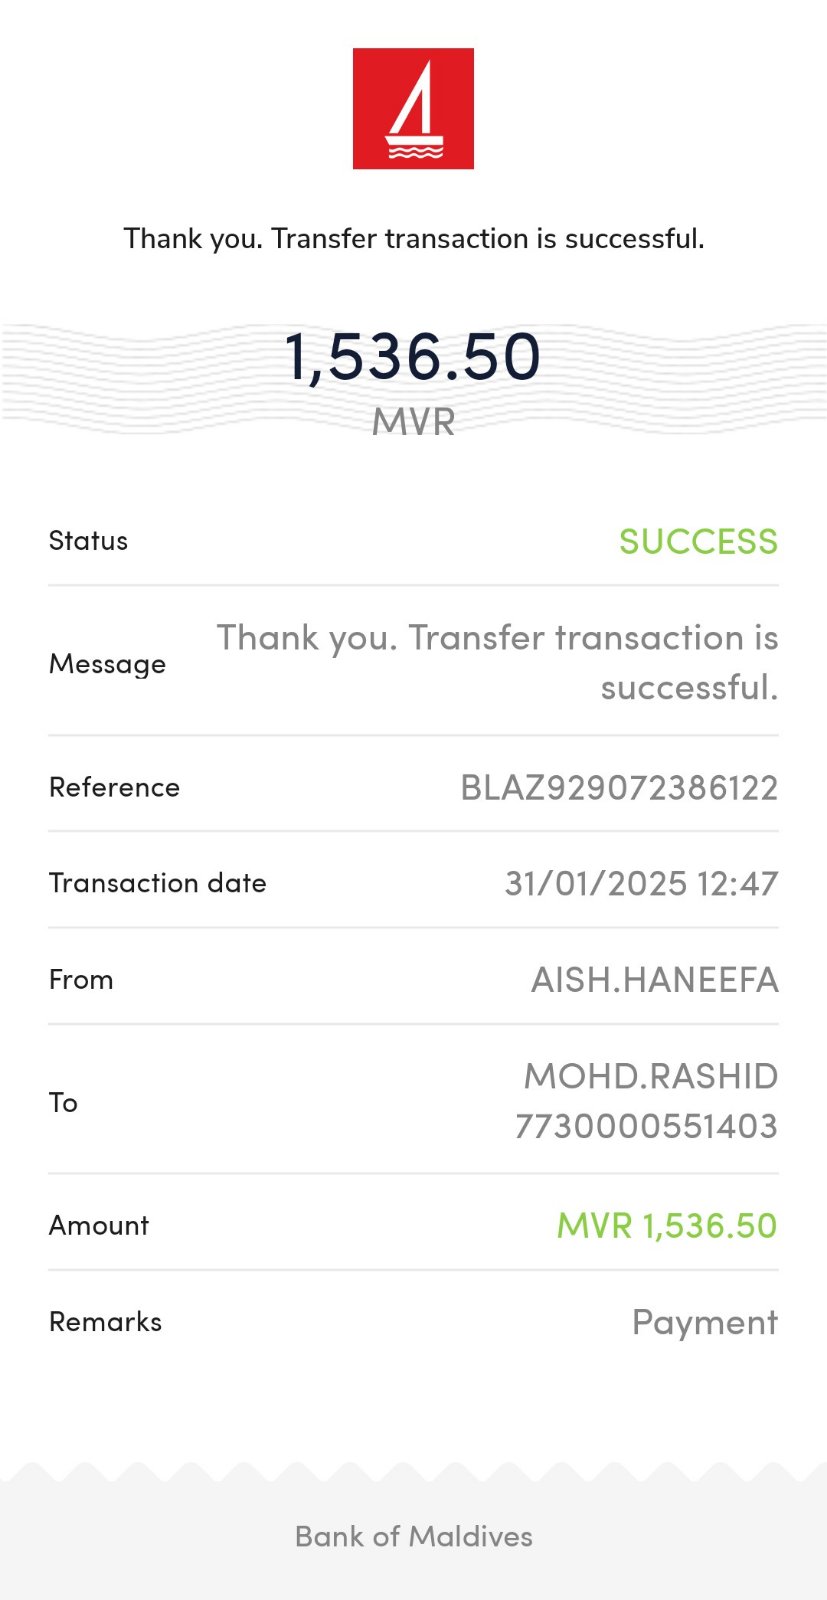 Thank you. Transfer transaction is successful.
1,536.50
MVR
Status
SUCCESS
Message
Thank you. Transfer transaction is
successful.
Reference
BLAZ929072386122
Transaction date
31/01/2025 12:47
From
AISH.HANEEFA
To
MOHD.RASHID
7730000551403
Amount
MVR 1,536.50
Remarks
Payment
Bank of Maldives